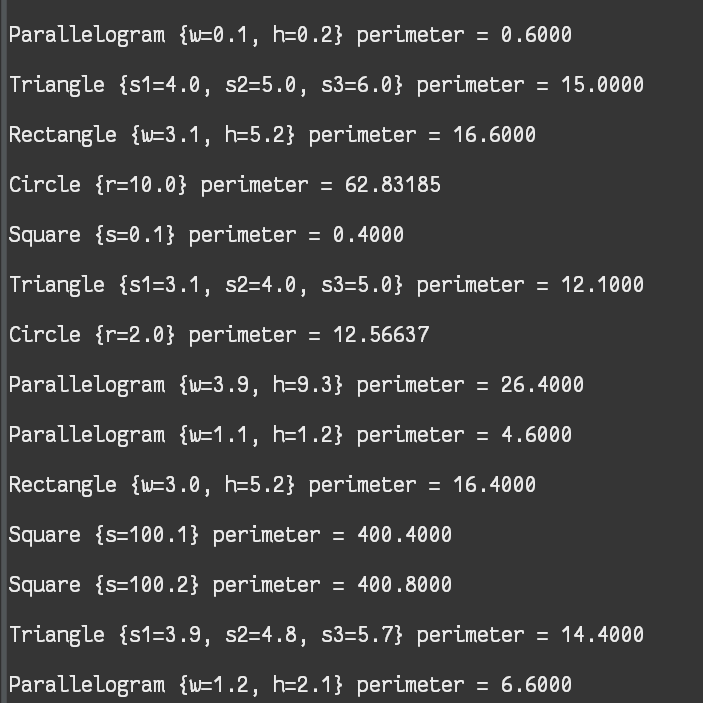 Parallelogram {w=0.1, h=0.2} perimeter = 0.6000
Triangle {s1=4.0, s2=5.0, s3=6.0} perimeter = 15.0000
Rectangle {w=3.1, h=5.2} perimeter = 16.6000
Circle {r=10.0} perimeter = 62.83185
Square {s=0.1} perimeter = 0.4000
Triangle {s1=3.1, s2=4.0, s3=5.0} perimeter = 12.1000
Circle {r=2.0} perimeter = 12.56637
Parallelogram {w=3.9, h=9.3} perimeter = 26.4000
Parallelogram {w=1.1, h=1.2} perimeter = 4.6000
Rectangle {w=3.0, h=5.2} perimeter = 16.4000
Square {s=100.1} perimeter = 400.4000
Square {s=100.2} perimeter = 400.8000
Triangle {s1=3.9, s2=4.8, s3=5.7} perimeter = 14.4000
Parallelogram {w=1.2, h=2.1} perimeter = 6.6000